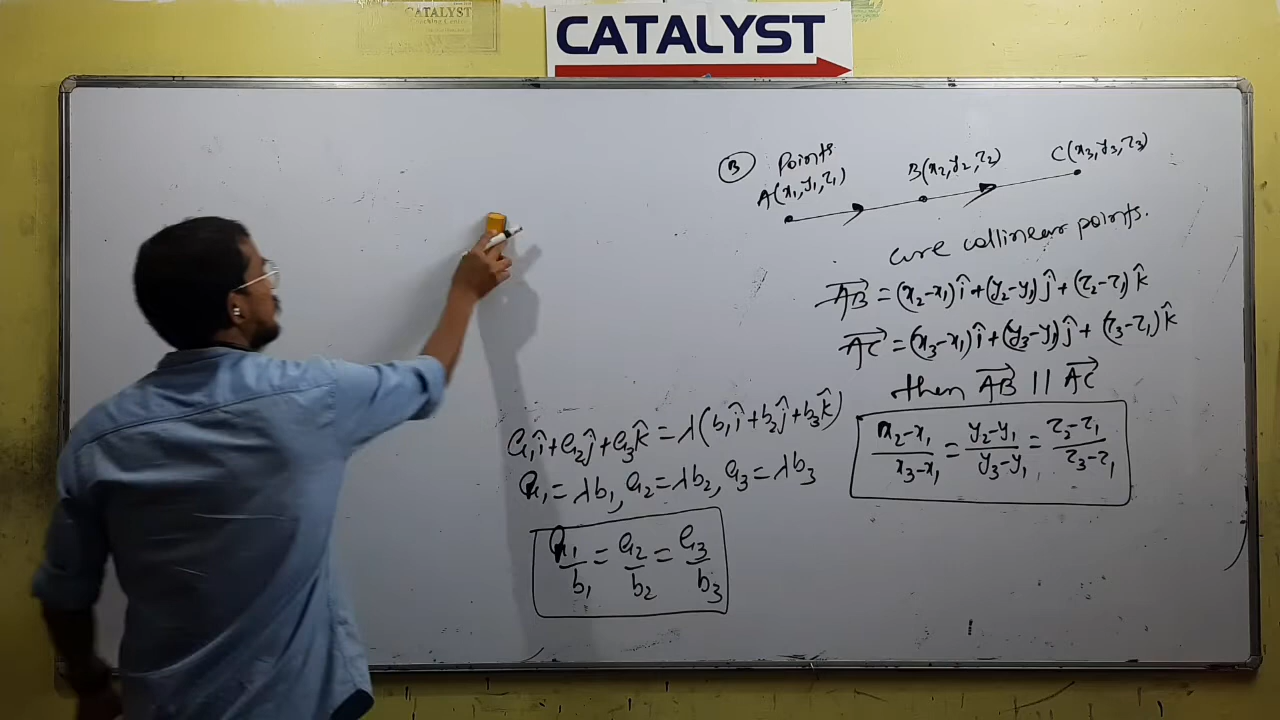 CATALYST
CATALYST
③ Points
A(x₁,y₁,z₁) B(x₂,y₂,z₂) C(x₃,y₃,z₃)
are collinear points.
→AB = (x₂-x₁)î+(y₂-y₁)ĵ+(z₂-z₁)k̂
→AC = (x₃-x₁)î+(y₃-y₁)ĵ+(z₃-z₁)k̂
then →AB || →AC
(x₂-x₁)/(x₃-x₁) = (y₂-y₁)/(y₃-y₁) = (z₂-z₁)/(z₃-z₁)
a₁î+a₂ĵ+a₃k̂ = λ(b₁î+b₂ĵ+b₃k̂)
a₁=λb₁, a₂=λb₂, a₃=λb₃
a₁/b₁ = a₂/b₂ = a₃/b₃